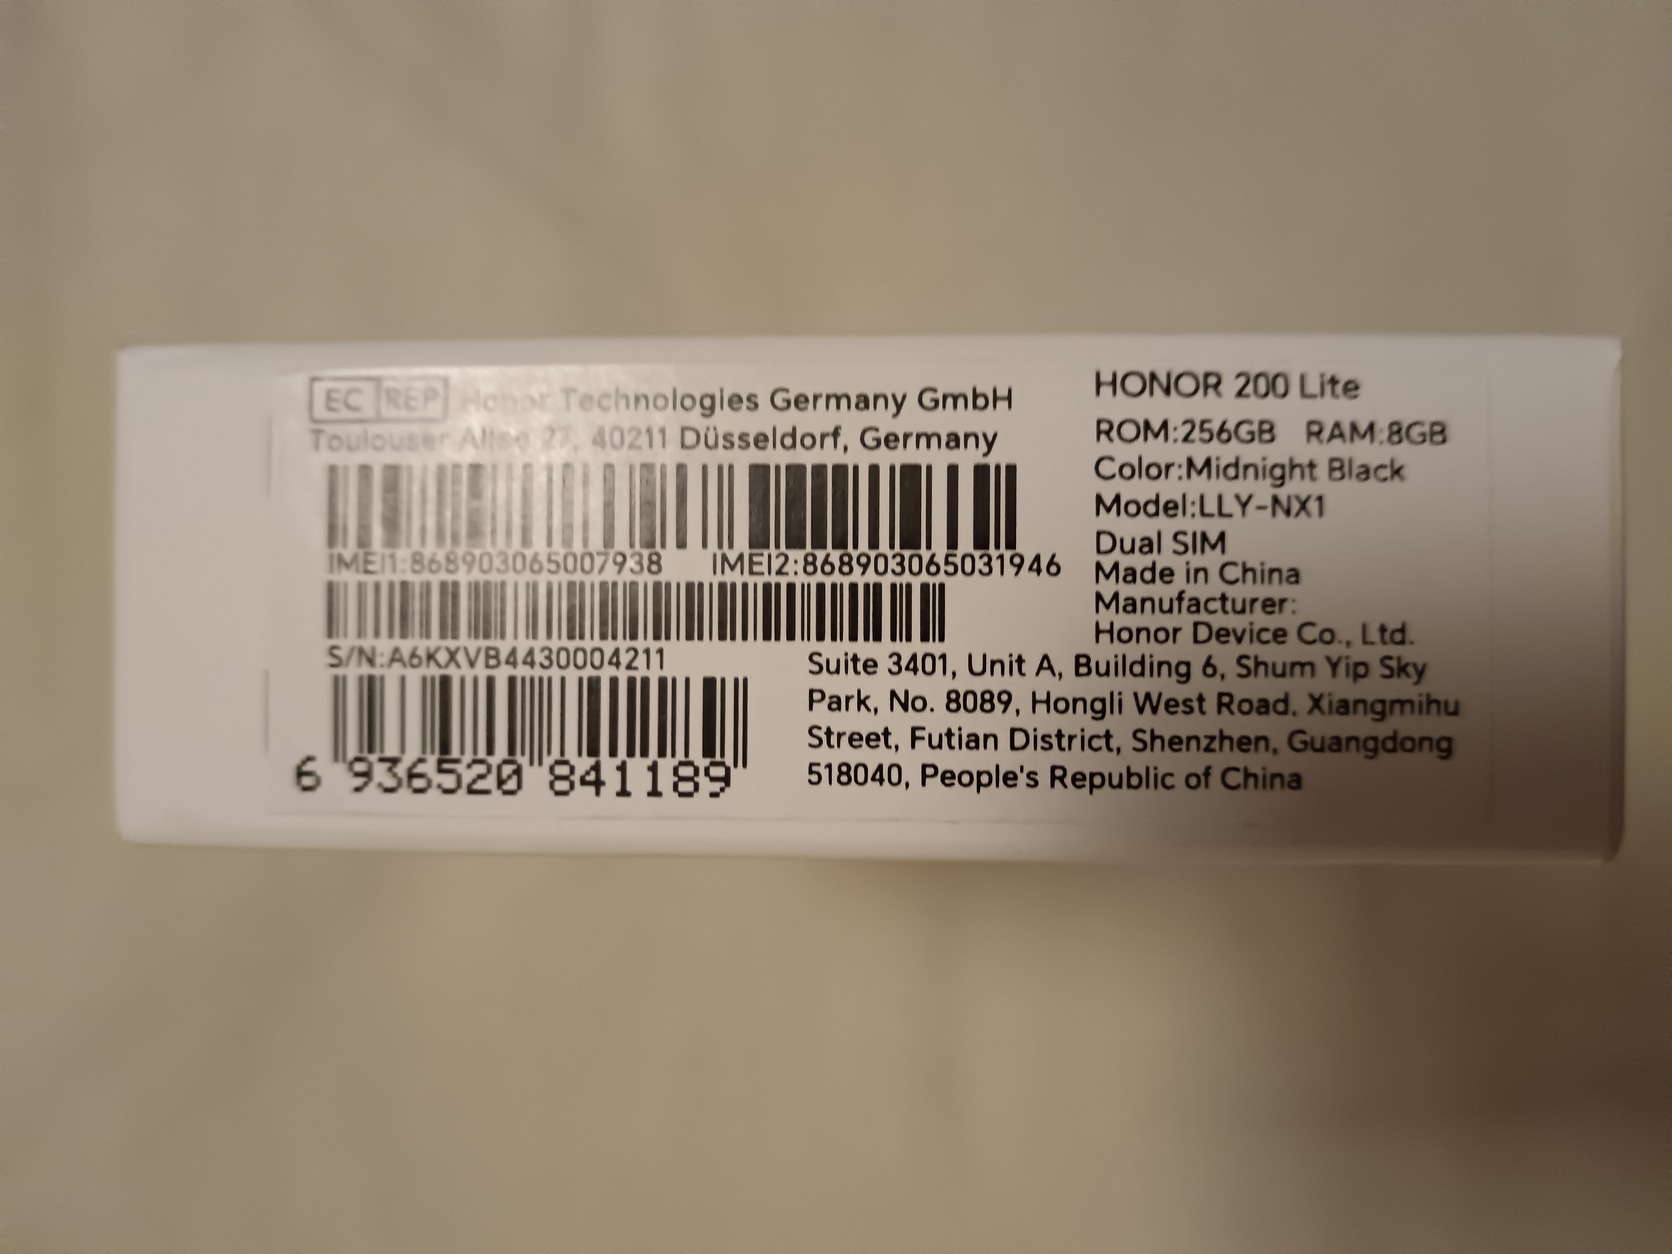 EC REP Honor Technologies Germany GmbH
Toulouser Allee 27, 40211 Düsseldorf, Germany
IMEI1:868903065007938 IMEI2:868903065031946
S/N:A6KXVB4430004211
6 936520 841189
HONOR 200 Lite
ROM:256GB RAM:8GB
Color:Midnight Black
Model:LLY-NX1
Dual SIM
Made in China
Manufacturer:
Honor Device Co., Ltd.
Suite 3401, Unit A, Building 6, Shum Yip Sky
Park, No. 8089, Hongli West Road, Xiangmihu
Street, Futian District, Shenzhen, Guangdong
518040, People's Republic of China